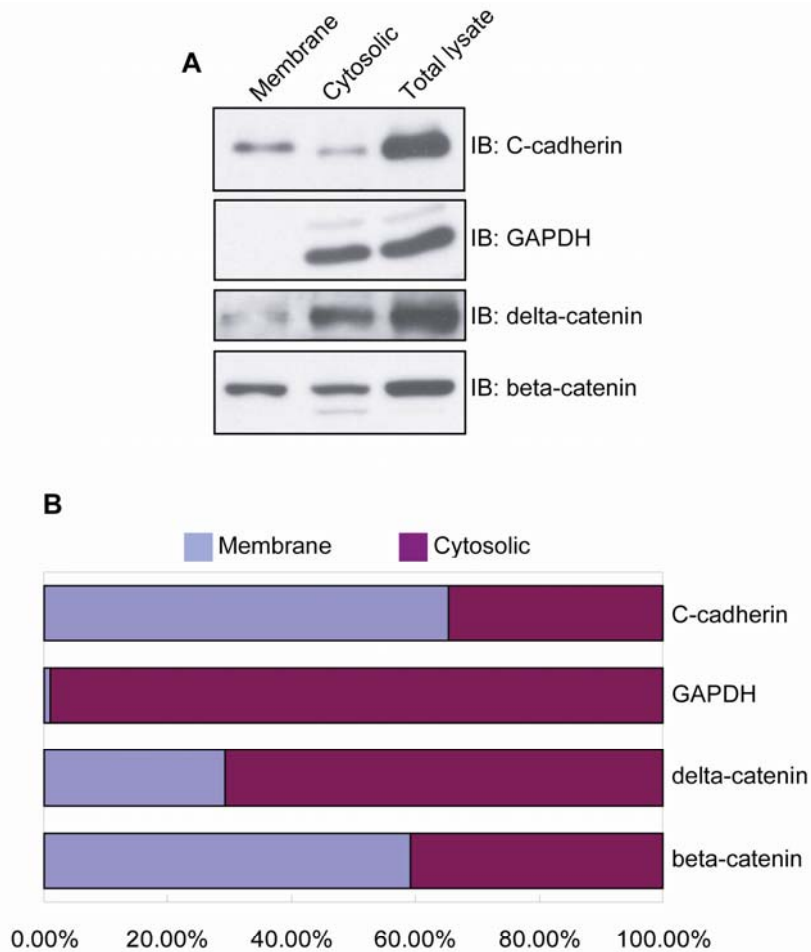 A
Membrane
Cytosolic
Total lysate
IB: C-cadherin
IB: GAPDH
IB: delta-catenin
IB: beta-catenin
B
Membrane Cytosolic
C-cadherin
GAPDH
delta-catenin
beta-catenin
0.00% 20.00% 40.00% 60.00% 80.00% 100.00%